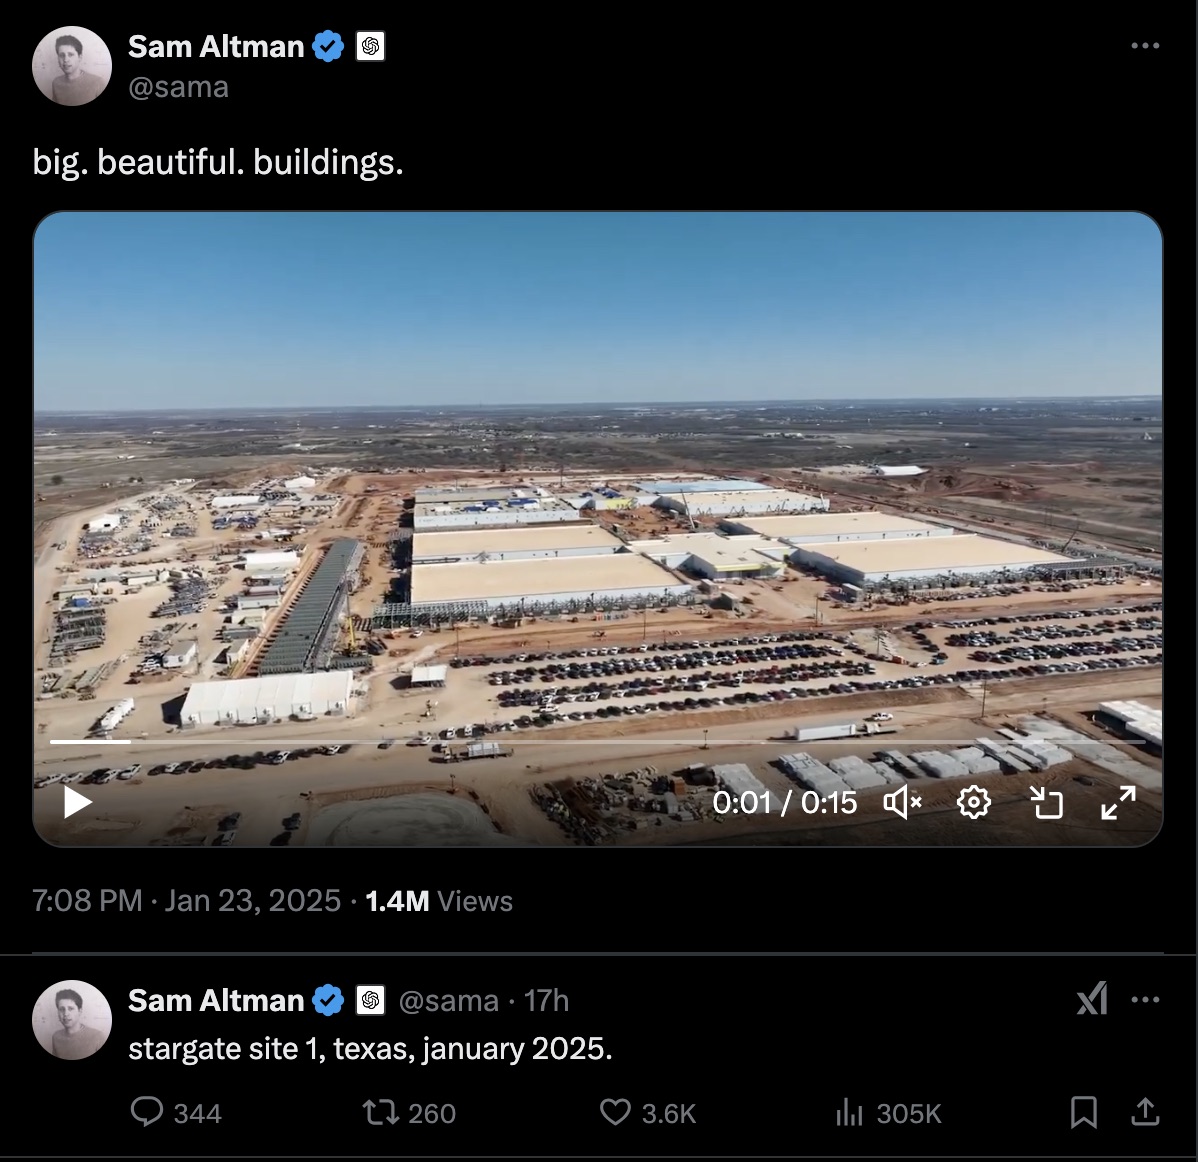 Sam Altman
@sama
big. beautiful. buildings.
0:01 / 0:15
7:08 PM · Jan 23, 2025 · 1.4M Views
Sam Altman @sama · 17h
stargate site 1, texas, january 2025.
344 260 3.6K 305K